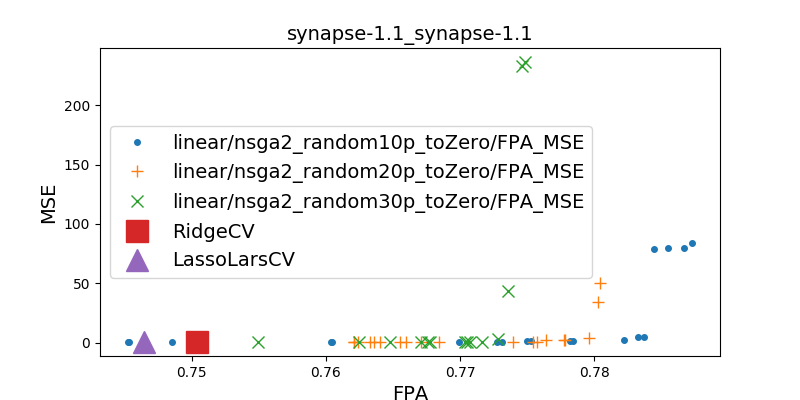 synapse-1.1_synapse-1.1
200
150
100
50
0
MSE
linear/nsga2_random10p_toZero/FPA_MSE
linear/nsga2_random20p_toZero/FPA_MSE
linear/nsga2_random30p_toZero/FPA_MSE
RidgeCV
LassoLarsCV
0.75 0.76 0.77 0.78
FPA